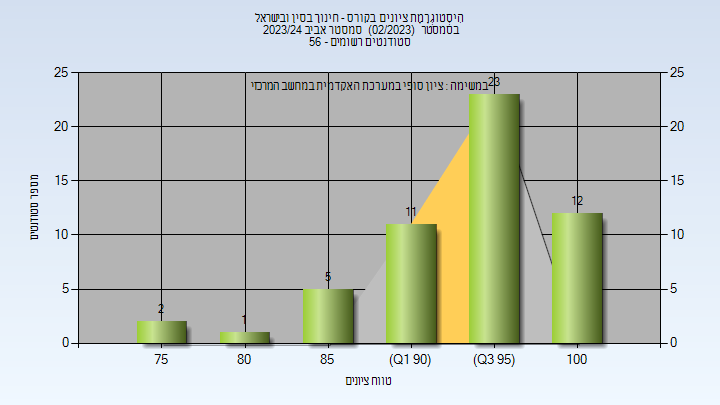 היסטוגרמת ציונים בקורס - חינוך בסין ובישראל
בסמסטר (02/2023) סמסטר אביב 2023/24
סטודנטים רשומים - 56
במשימה : ציון סופי במערכת האקדמית במחשב המרכזי
מספר סטודנטים
25
20
15
10
5
0
25
20
15
10
5
0
2
1
5
11
23
12
75
80
85
(Q1 90)
(Q3 95)
100
טווח ציונים